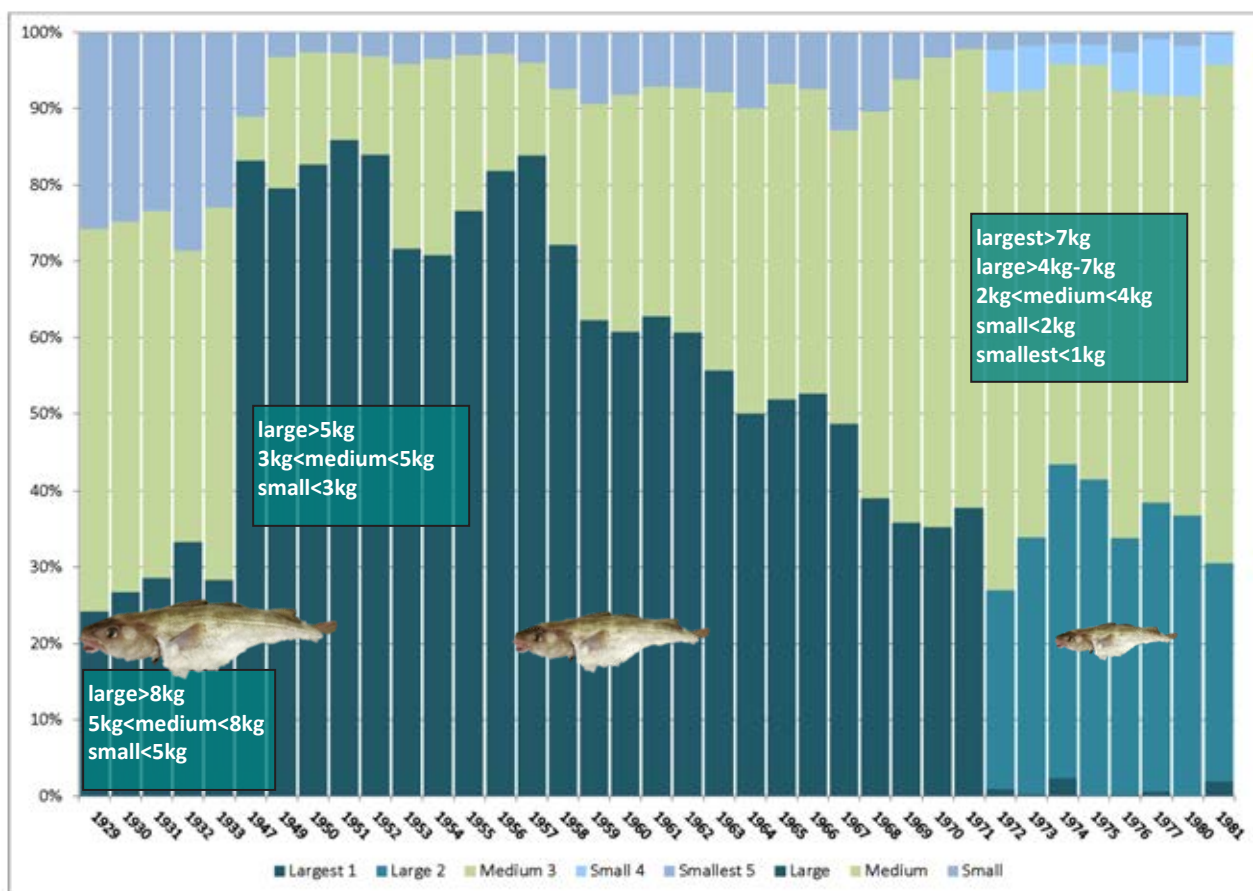 100%
90%
80%
70%
60%
50%
40%
30%
20%
10%
0%
largest>7kg
large>4kg-7kg
2kg<medium<4kg
small<2kg
smallest<1kg
large>5kg
3kg<medium<5kg
small<3kg
large>8kg
5kg<medium<8kg
small<5kg
1929 1930 1931 1932 1933 1947 1949 1950 1951 1952 1953 1954 1955 1956 1957 1958 1959 1960 1961 1962 1963 1964 1965 1966 1967 1968 1969 1970 1971 1972 1973 1974 1975 1976 1977 1980 1981
Largest 1 Large 2 Medium 3 Small 4 Smallest 5 Large Medium Small